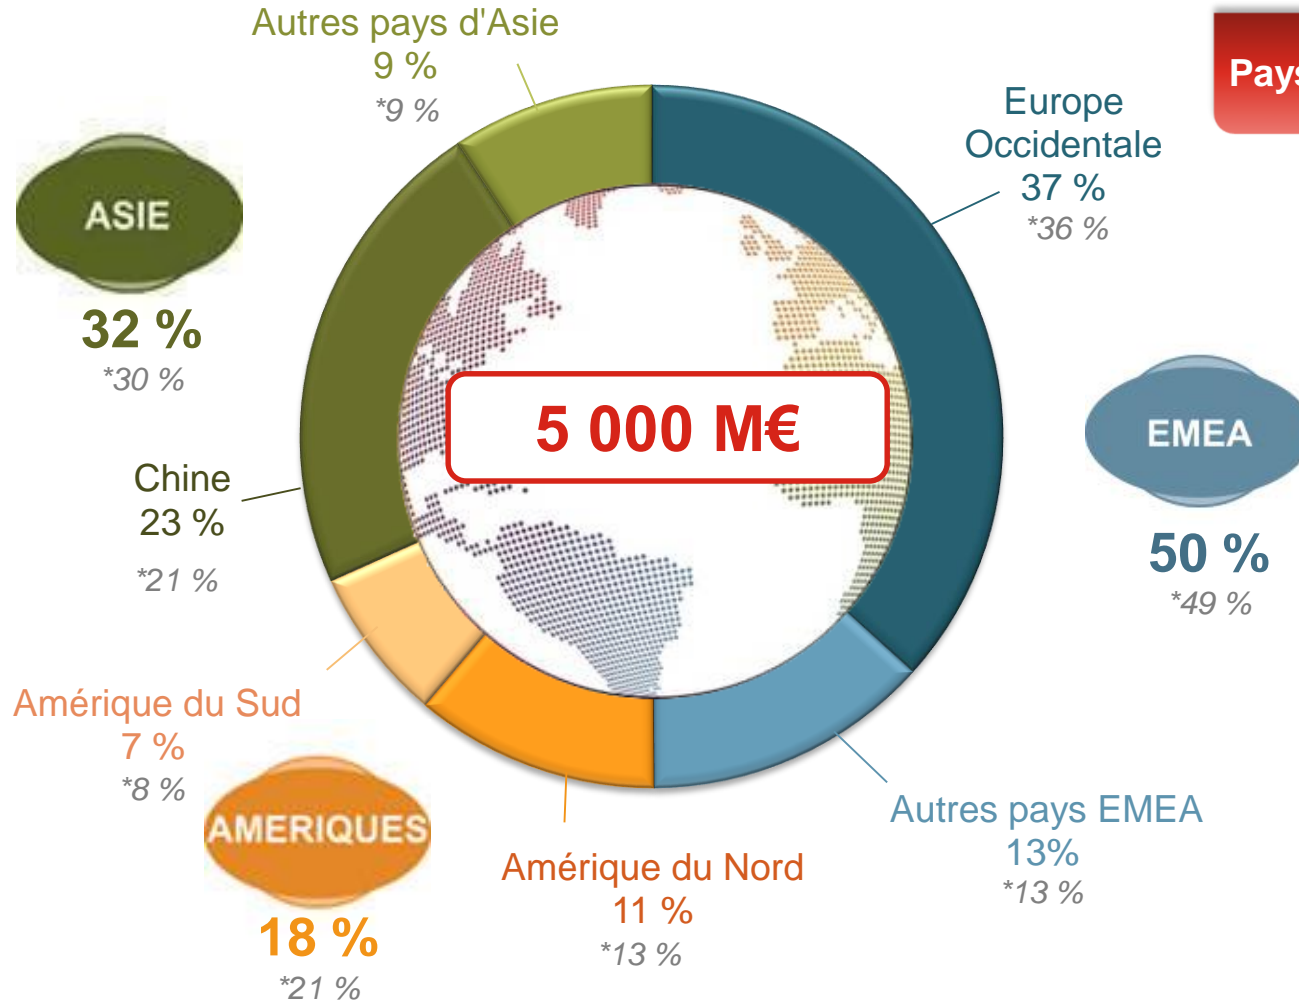 Autres pays d'Asie
9 %
*9 %
Pays
Europe
Occidentale
37 %
*36 %
ASIE
32 %
*30 %
5 000 M€
EMEA
50 %
*49 %
Chine
23 %
*21 %
Amérique du Sud
7 %
*8 %
AMERIQUES
18 %
*21 %
Amérique du Nord
11 %
*13 %
Autres pays EMEA
13%
*13 %